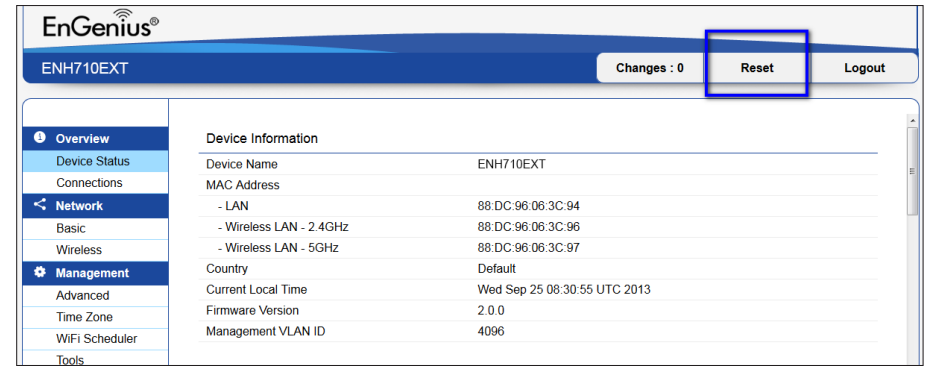 EnGenius®
ENH710EXT
Changes : 0 Reset Logout
Overview
Device Status
Connections
Network
Basic
Wireless
Management
Advanced
Time Zone
WiFi Scheduler
Tools
Device Information
Device Name ENH710EXT
MAC Address
- LAN 88:DC:96:06:3C:94
- Wireless LAN - 2.4GHz 88:DC:96:06:3C:96
- Wireless LAN - 5GHz 88:DC:96:06:3C:97
Country Default
Current Local Time Wed Sep 25 08:30:55 UTC 2013
Firmware Version 2.0.0
Management VLAN ID 4096